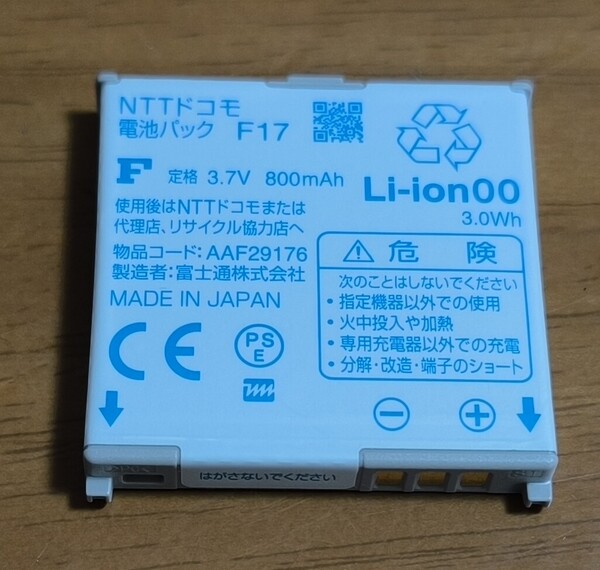 NTTドコモ
電池パック F17
F 定格 3.7V 800mAh
Li-ion00
3.0Wh
使用後はNTTドコモまたは
代理店、リサイクル協力店へ
物品コード:AAF29176
製造者:富士通株式会社
MADE IN JAPAN
CE
PS
E
⚠ 危険
次のことはしないでください
・指定機器以外での使用
・火中投入や加熱
・専用充電器以外での充電
・分解・改造・端子のショート
はがさないでください